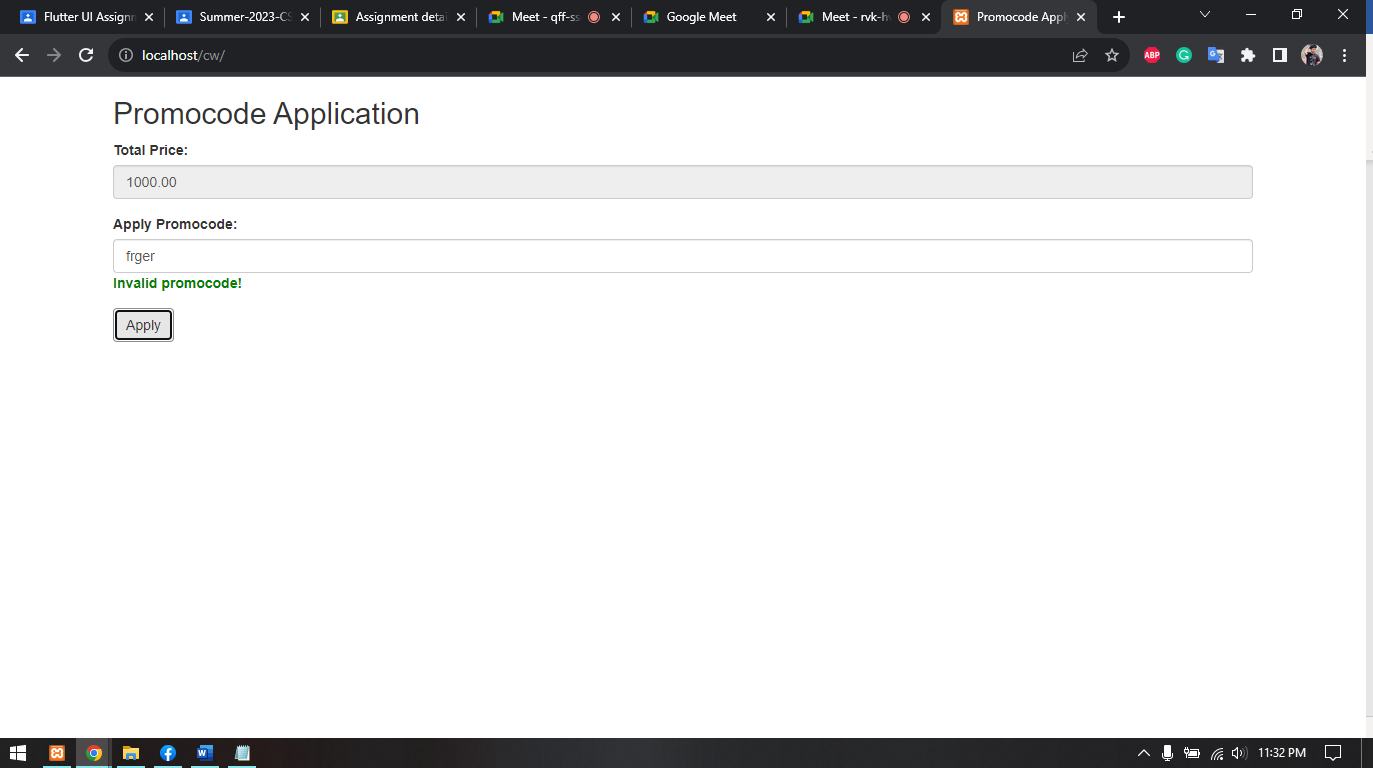 Flutter UI Assignm
Summer-2023-CS
Assignment detai
Meet - qff-ss
Google Meet
Meet - rvk-h
Promocode Appl
localhost/cw/
ABP
G
Promocode Application
Total Price:
1000.00
Apply Promocode:
frger
Invalid promocode!
Apply
W
11:32 PM